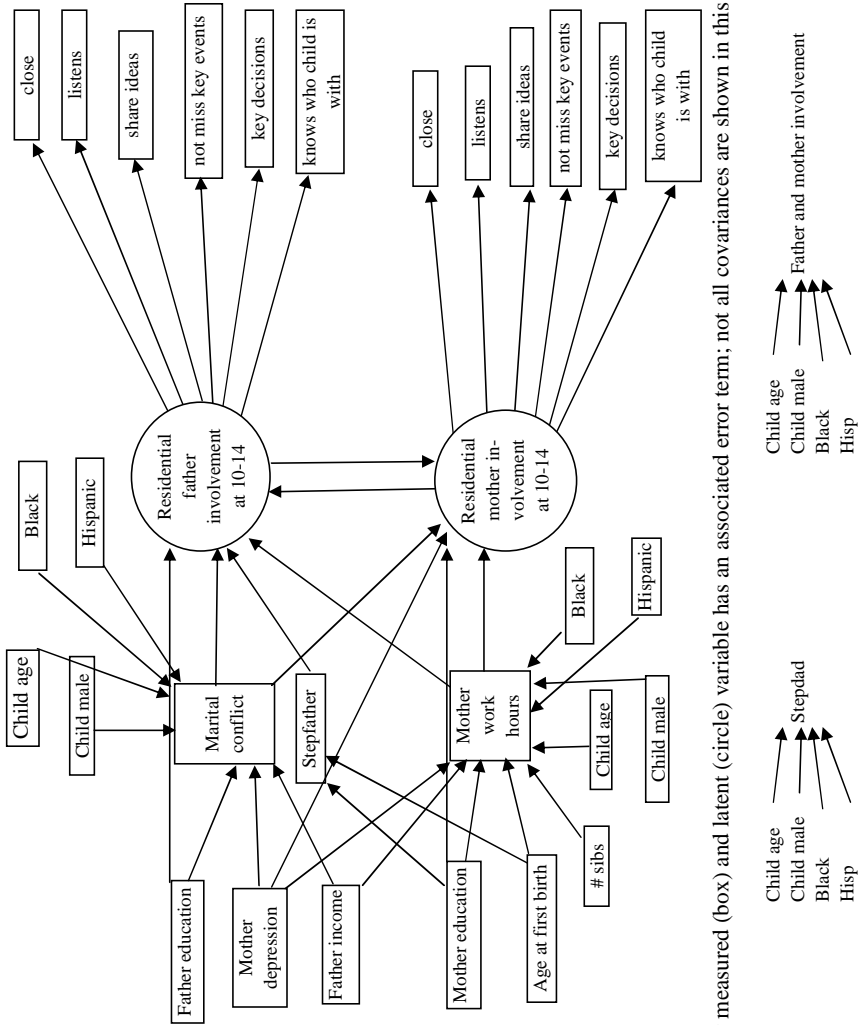 close
listens
share ideas
not miss key events
key decisions
knows who child is
with
close
listens
share ideas
not miss key events
key decisions
knows who child
is with
Residential
father
involvement
at 10-14
Residential
mother in-
volvement
at 10-14
Black
Hispanic
Child age
Child male
Marital
conflict
Stepfather
Mother
work
hours
Black
Hispanic
Child age
Child male
# sibs
Father education
Mother
depression
Father income
Mother education
Age at first birth
measured (box) and latent (circle) variable has an associated error term; not all covariances are shown in this
Child age
Child male
Black
Hisp
Stepdad
Child age
Child male
Black
Hisp
Father and mother involvement